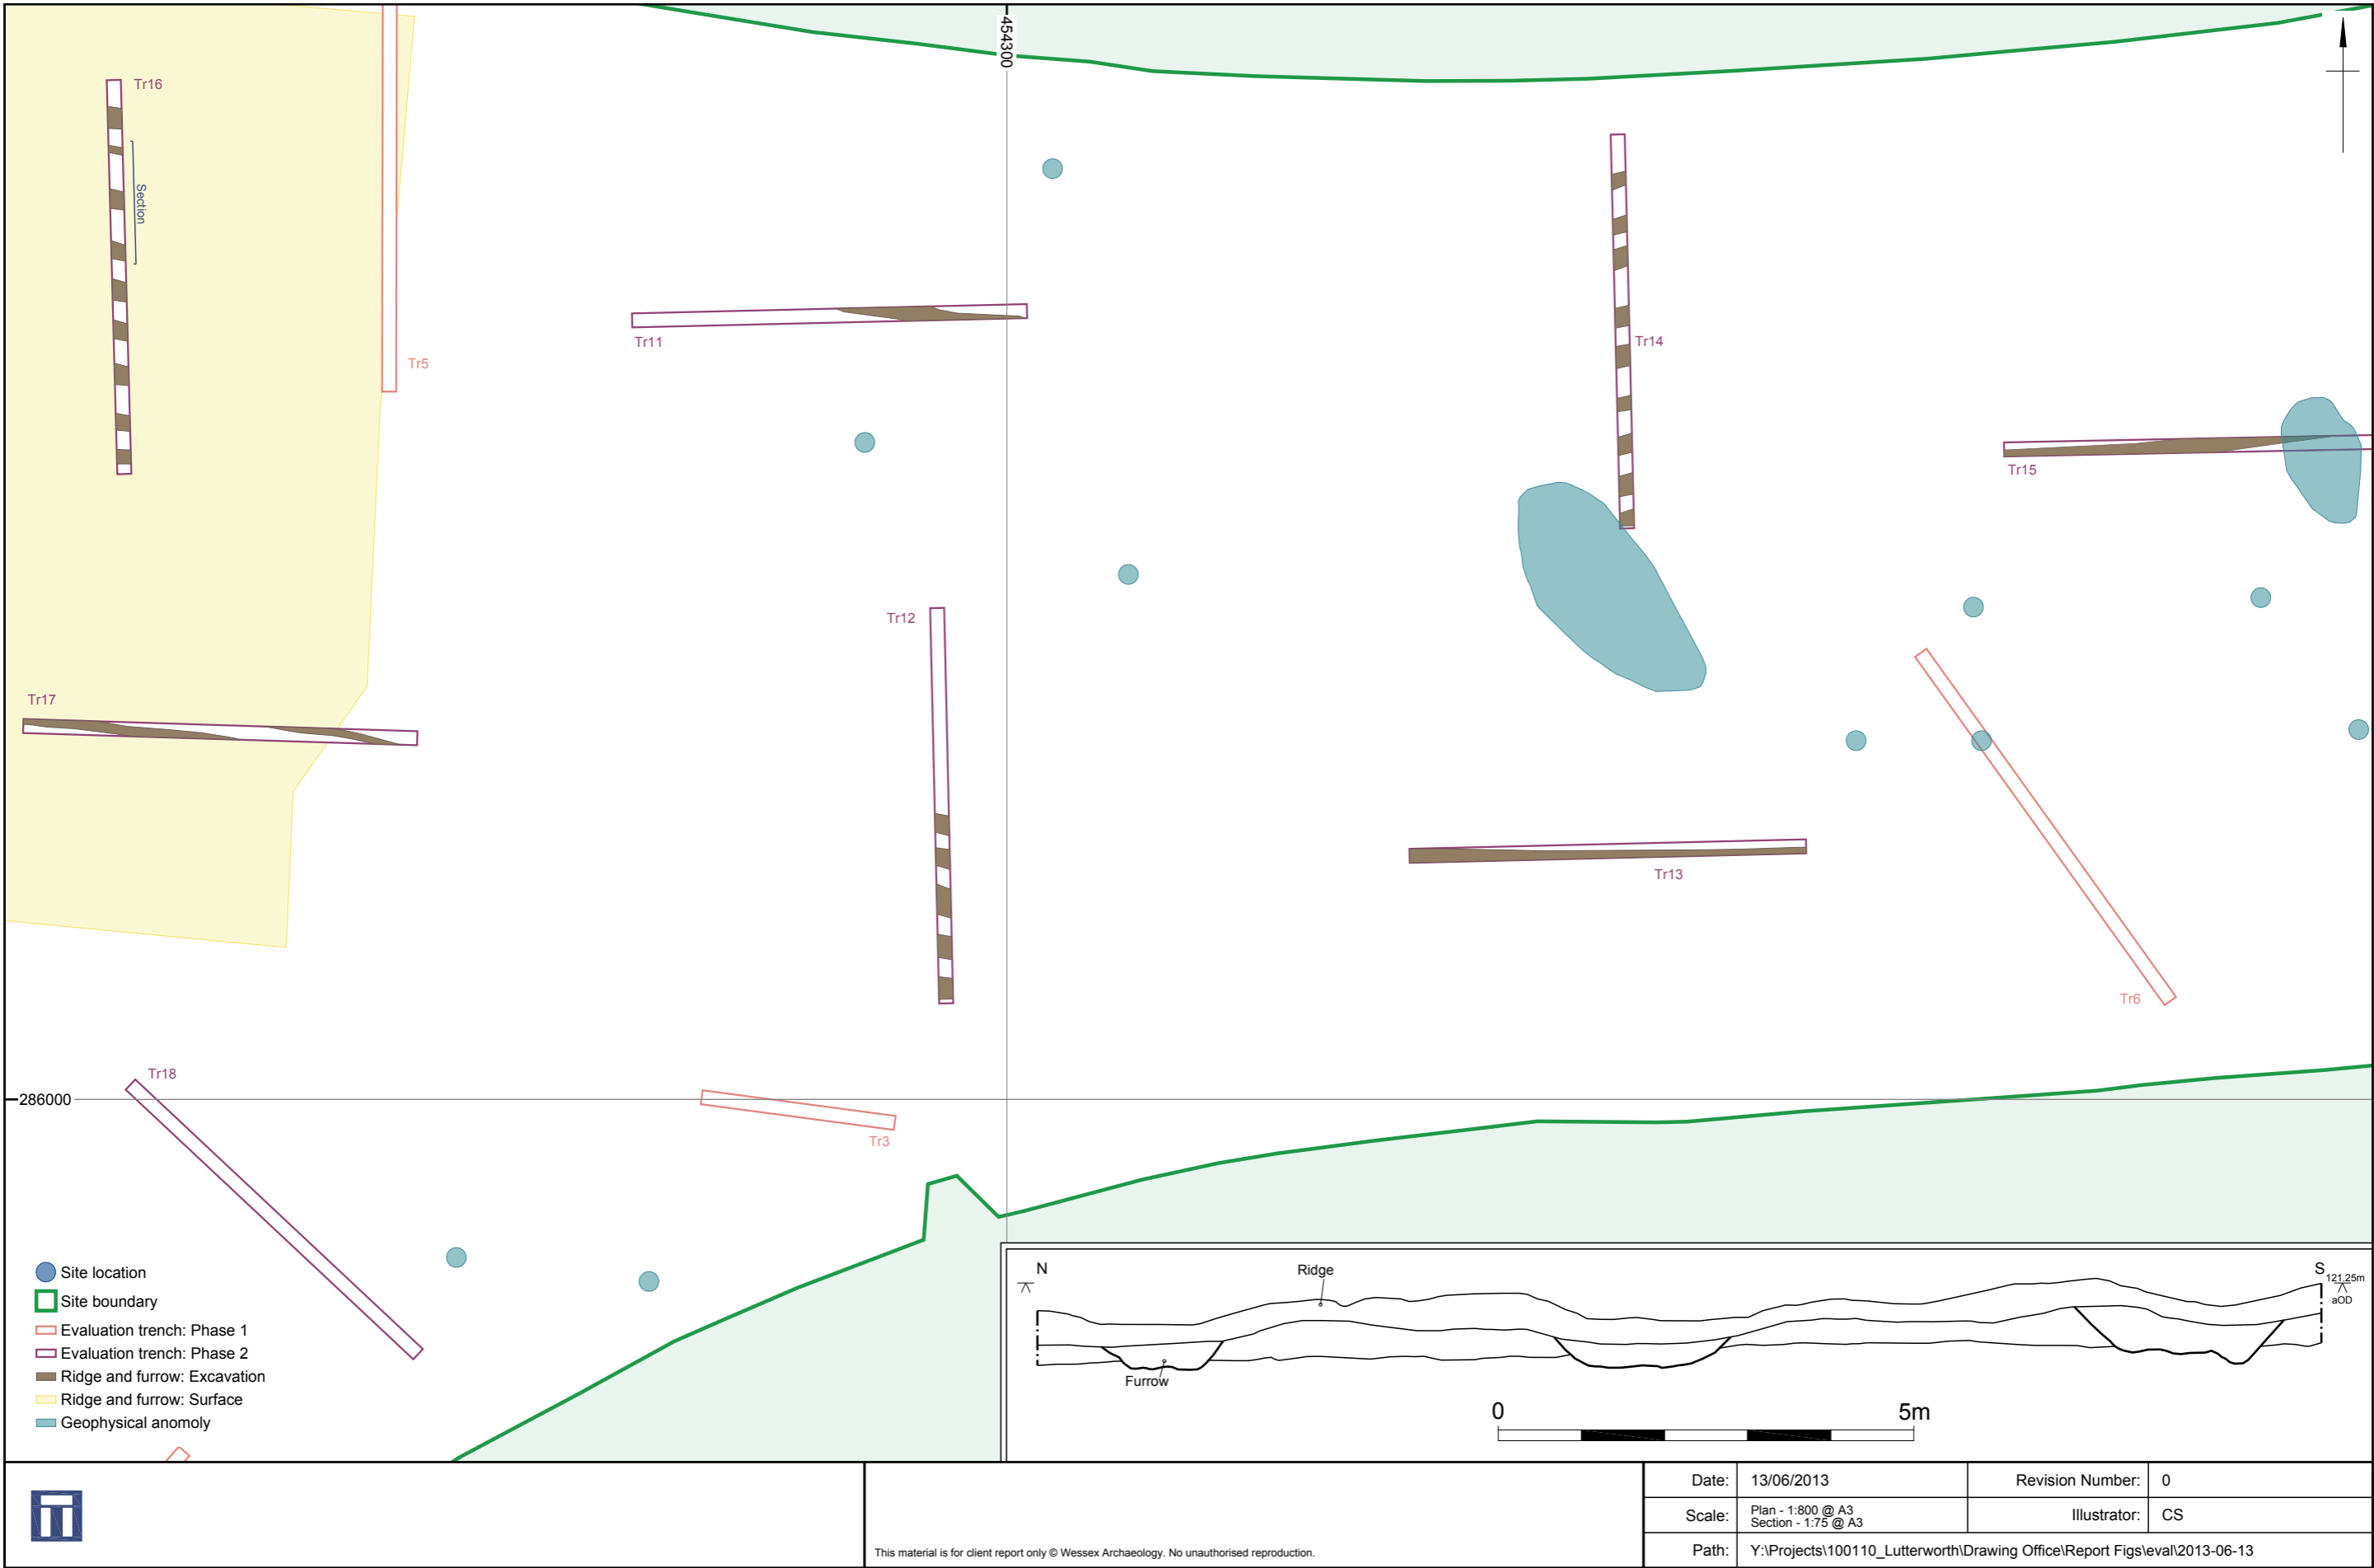 454300
Tr16
Section
Tr5
Tr11
Tr14
Tr15
Tr12
Tr17
Tr13
Tr6
Tr18
286000
Tr3
Site location
Site boundary
Evaluation trench: Phase 1
Evaluation trench: Phase 2
Ridge and furrow: Excavation
Ridge and furrow: Surface
Geophysical anomoly
N
Ridge
S
121.25m
aOD
Furrow
0 5m
Date: 13/06/2013 Revision Number: 0
Scale: Plan - 1:800 @ A3
Section - 1:75 @ A3
Illustrator: CS
Path: Y:\Projects\100110_Lutterworth\Drawing Office\Report Figs\eval\2013-06-13
This material is for client report only © Wessex Archaeology. No unauthorised reproduction.